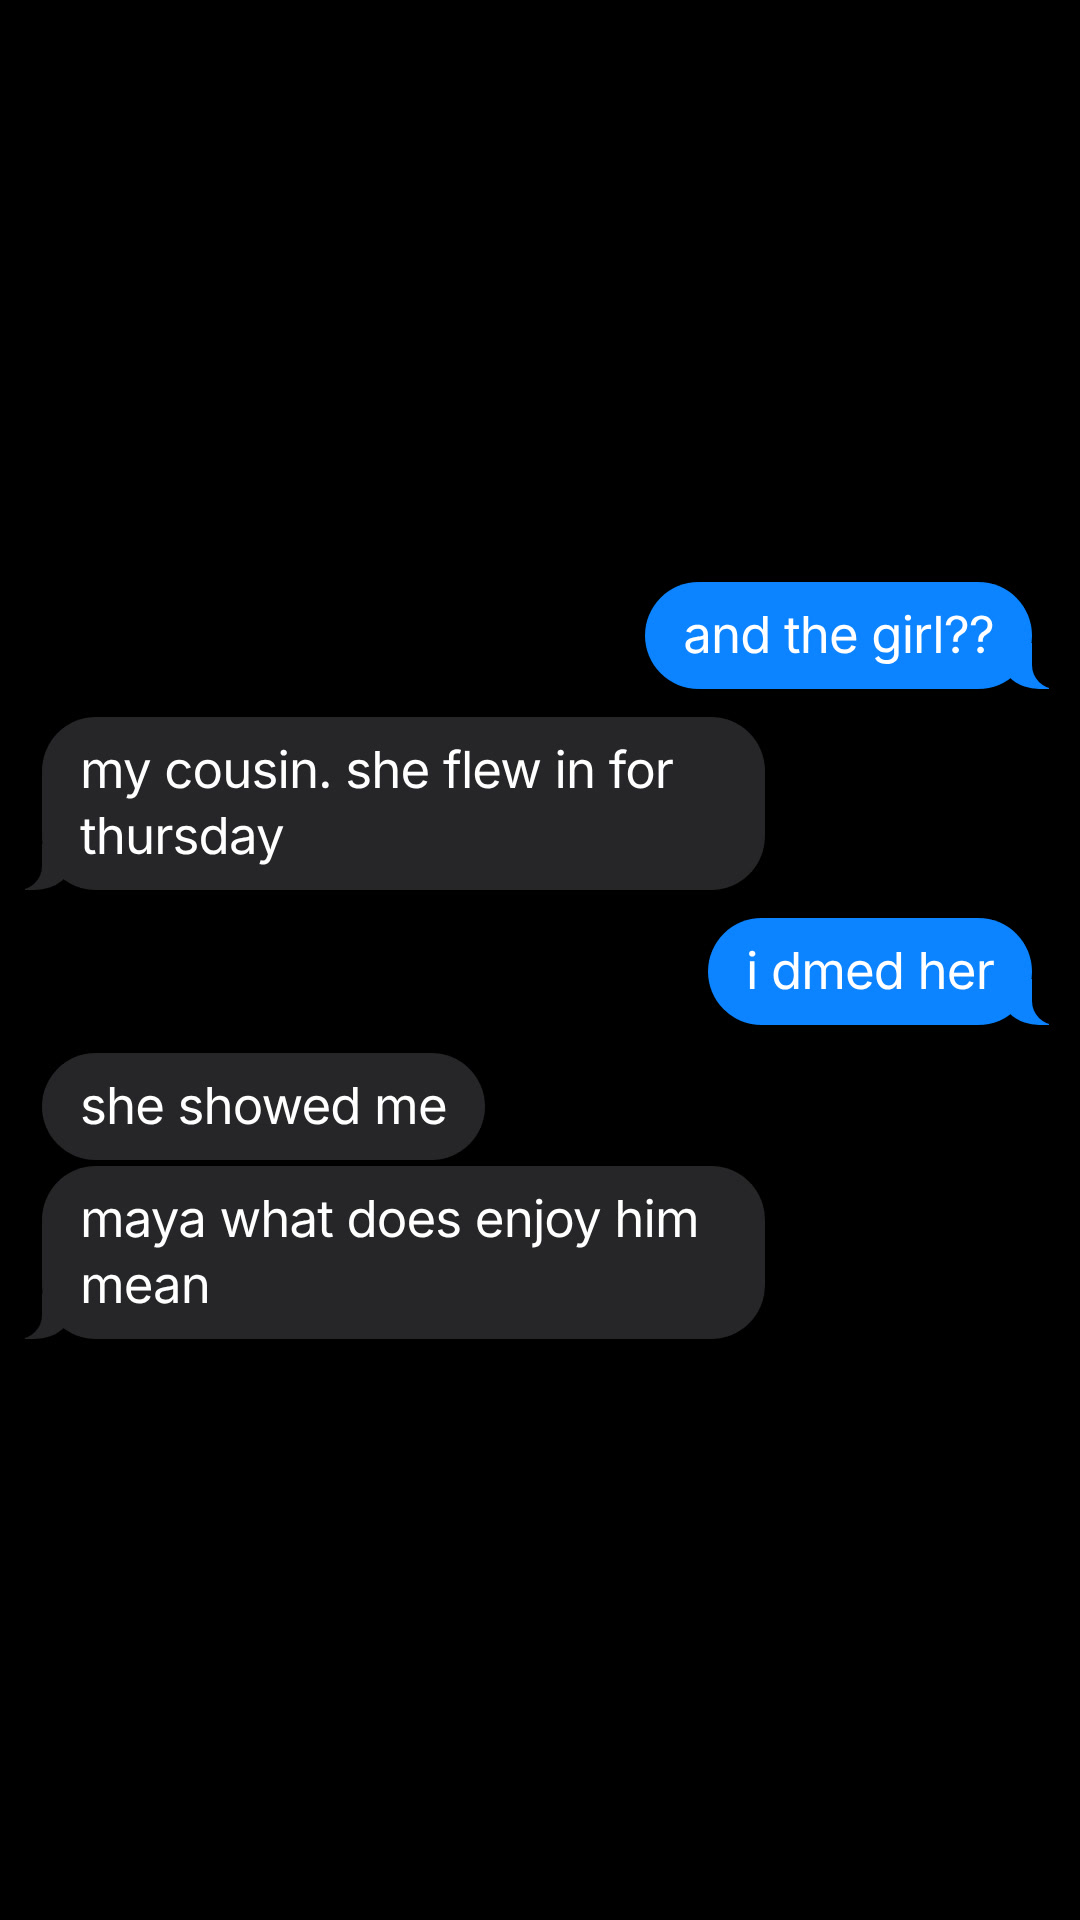 and the girl??
my cousin. she flew in for
thursday
i dmed her
she showed me
maya what does enjoy him
mean